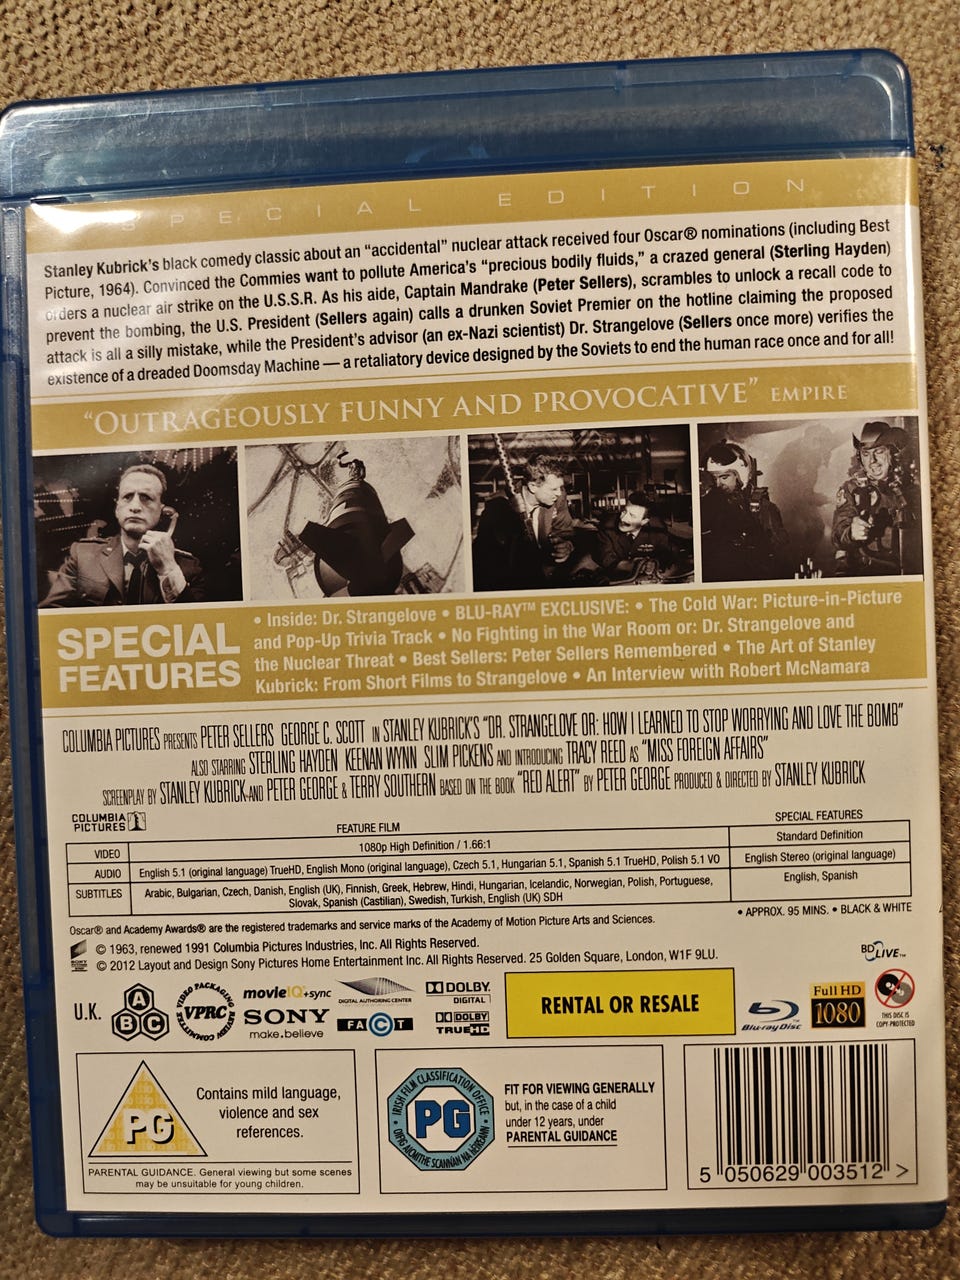 SPECIAL EDITION
Stanley Kubrick's black comedy classic about an “accidental” nuclear attack received four Oscar® nominations (including Best
Picture, 1964). Convinced the Commies want to pollute America's “precious bodily fluids,” a crazed general (Sterling Hayden)
orders a nuclear air strike on the U.S.S.R. As his aide, Captain Mandrake (Peter Sellers), scrambles to unlock a recall code to
prevent the bombing, the U.S. President (Sellers again) calls a drunken Soviet Premier on the hotline claiming the proposed
attack is all a silly mistake, while the President's advisor (an ex-Nazi scientist) Dr. Strangelove (Sellers once more) verifies the
existence of a dreaded Doomsday Machine — a retaliatory device designed by the Soviets to end the human race once and for all!
“OUTRAGEOUSLY FUNNY AND PROVOCATIVE” EMPIRE
SPECIAL
FEATURES
• Inside: Dr. Strangelove • BLU-RAY™ EXCLUSIVE: • The Cold War: Picture-in-Picture
and Pop-Up Trivia Track • No Fighting in the War Room or: Dr. Strangelove and
the Nuclear Threat • Best Sellers: Peter Sellers Remembered • The Art of Stanley
Kubrick: From Short Films to Strangelove • An Interview with Robert McNamara
COLUMBIA PICTURES PRESENTS PETER SELLERS GEORGE C. SCOTT IN STANLEY KUBRICK'S “DR. STRANGELOVE OR: HOW I LEARNED TO STOP WORRYING AND LOVE THE BOMB”
ALSO STARRING STERLING HAYDEN KEENAN WYNN SLIM PICKENS AND INTRODUCING TRACY REED AS “MISS FOREIGN AFFAIRS”
SCREENPLAY BY STANLEY KUBRICK AND PETER GEORGE & TERRY SOUTHERN BASED ON THE BOOK “RED ALERT” BY PETER GEORGE PRODUCED & DIRECTED BY STANLEY KUBRICK
COLUMBIA
PICTURES
FEATURE FILM
SPECIAL FEATURES
VIDEO
1080p High Definition / 1.66:1
Standard Definition
AUDIO
English 5.1 (original language) TrueHD, English Mono (original language), Czech 5.1, Hungarian 5.1, Spanish 5.1 TrueHD, Polish 5.1 VO
English Stereo (original language)
SUBTITLES
Arabic, Bulgarian, Czech, Danish, English (UK), Finnish, Greek, Hebrew, Hindi, Hungarian, Icelandic, Norwegian, Polish, Portuguese,
Slovak, Spanish (Castilian), Swedish, Turkish, English (UK) SDH
English, Spanish
Oscar® and Academy Awards® are the registered trademarks and service marks of the Academy of Motion Picture Arts and Sciences.
• APPROX. 95 MINS. • BLACK & WHITE
© 1963, renewed 1991 Columbia Pictures Industries, Inc. All Rights Reserved.
© 2012 Layout and Design Sony Pictures Home Entertainment Inc. All Rights Reserved. 25 Golden Square, London, W1F 9LU.
BD LIVE™
U.K.
A
B C
VIDEO PACKAGING REVIEW COMMITTEE
VPRC
movieIQ+sync
SONY
make.believe
DIGITAL AUTHORING CENTER
FACT
DOLBY
DIGITAL
DOLBY
TRUEHD
RENTAL OR RESALE
Blu-ray Disc
Full HD
1080
THIS DISC IS
COPY-PROTECTED
PG
Contains mild language,
violence and sex
references.
PARENTAL GUIDANCE. General viewing but some scenes
may be unsuitable for young children.
IRISH FILM CLASSIFICATION OFFICE
PG
OIFIG AICMITHE SCANNÁN NA hÉIREANN
FIT FOR VIEWING GENERALLY
but, in the case of a child
under 12 years, under
PARENTAL GUIDANCE
5 050629 003512 >